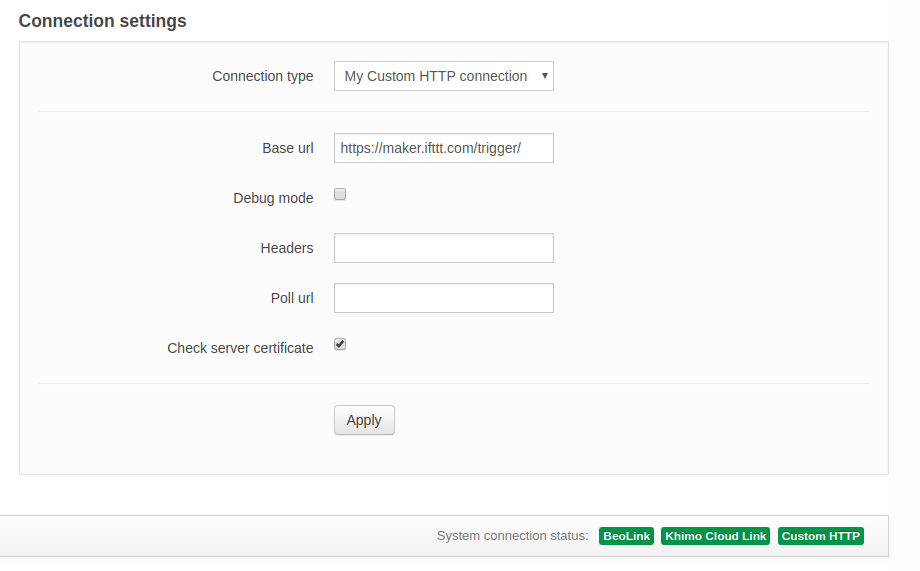 Connection settings
Connection type My Custom HTTP connection
Base url https://maker.ifttt.com/trigger/
Debug mode
Headers
Poll url
Check server certificate
Apply
System connection status: BeoLink Khimo Cloud Link Custom HTTP